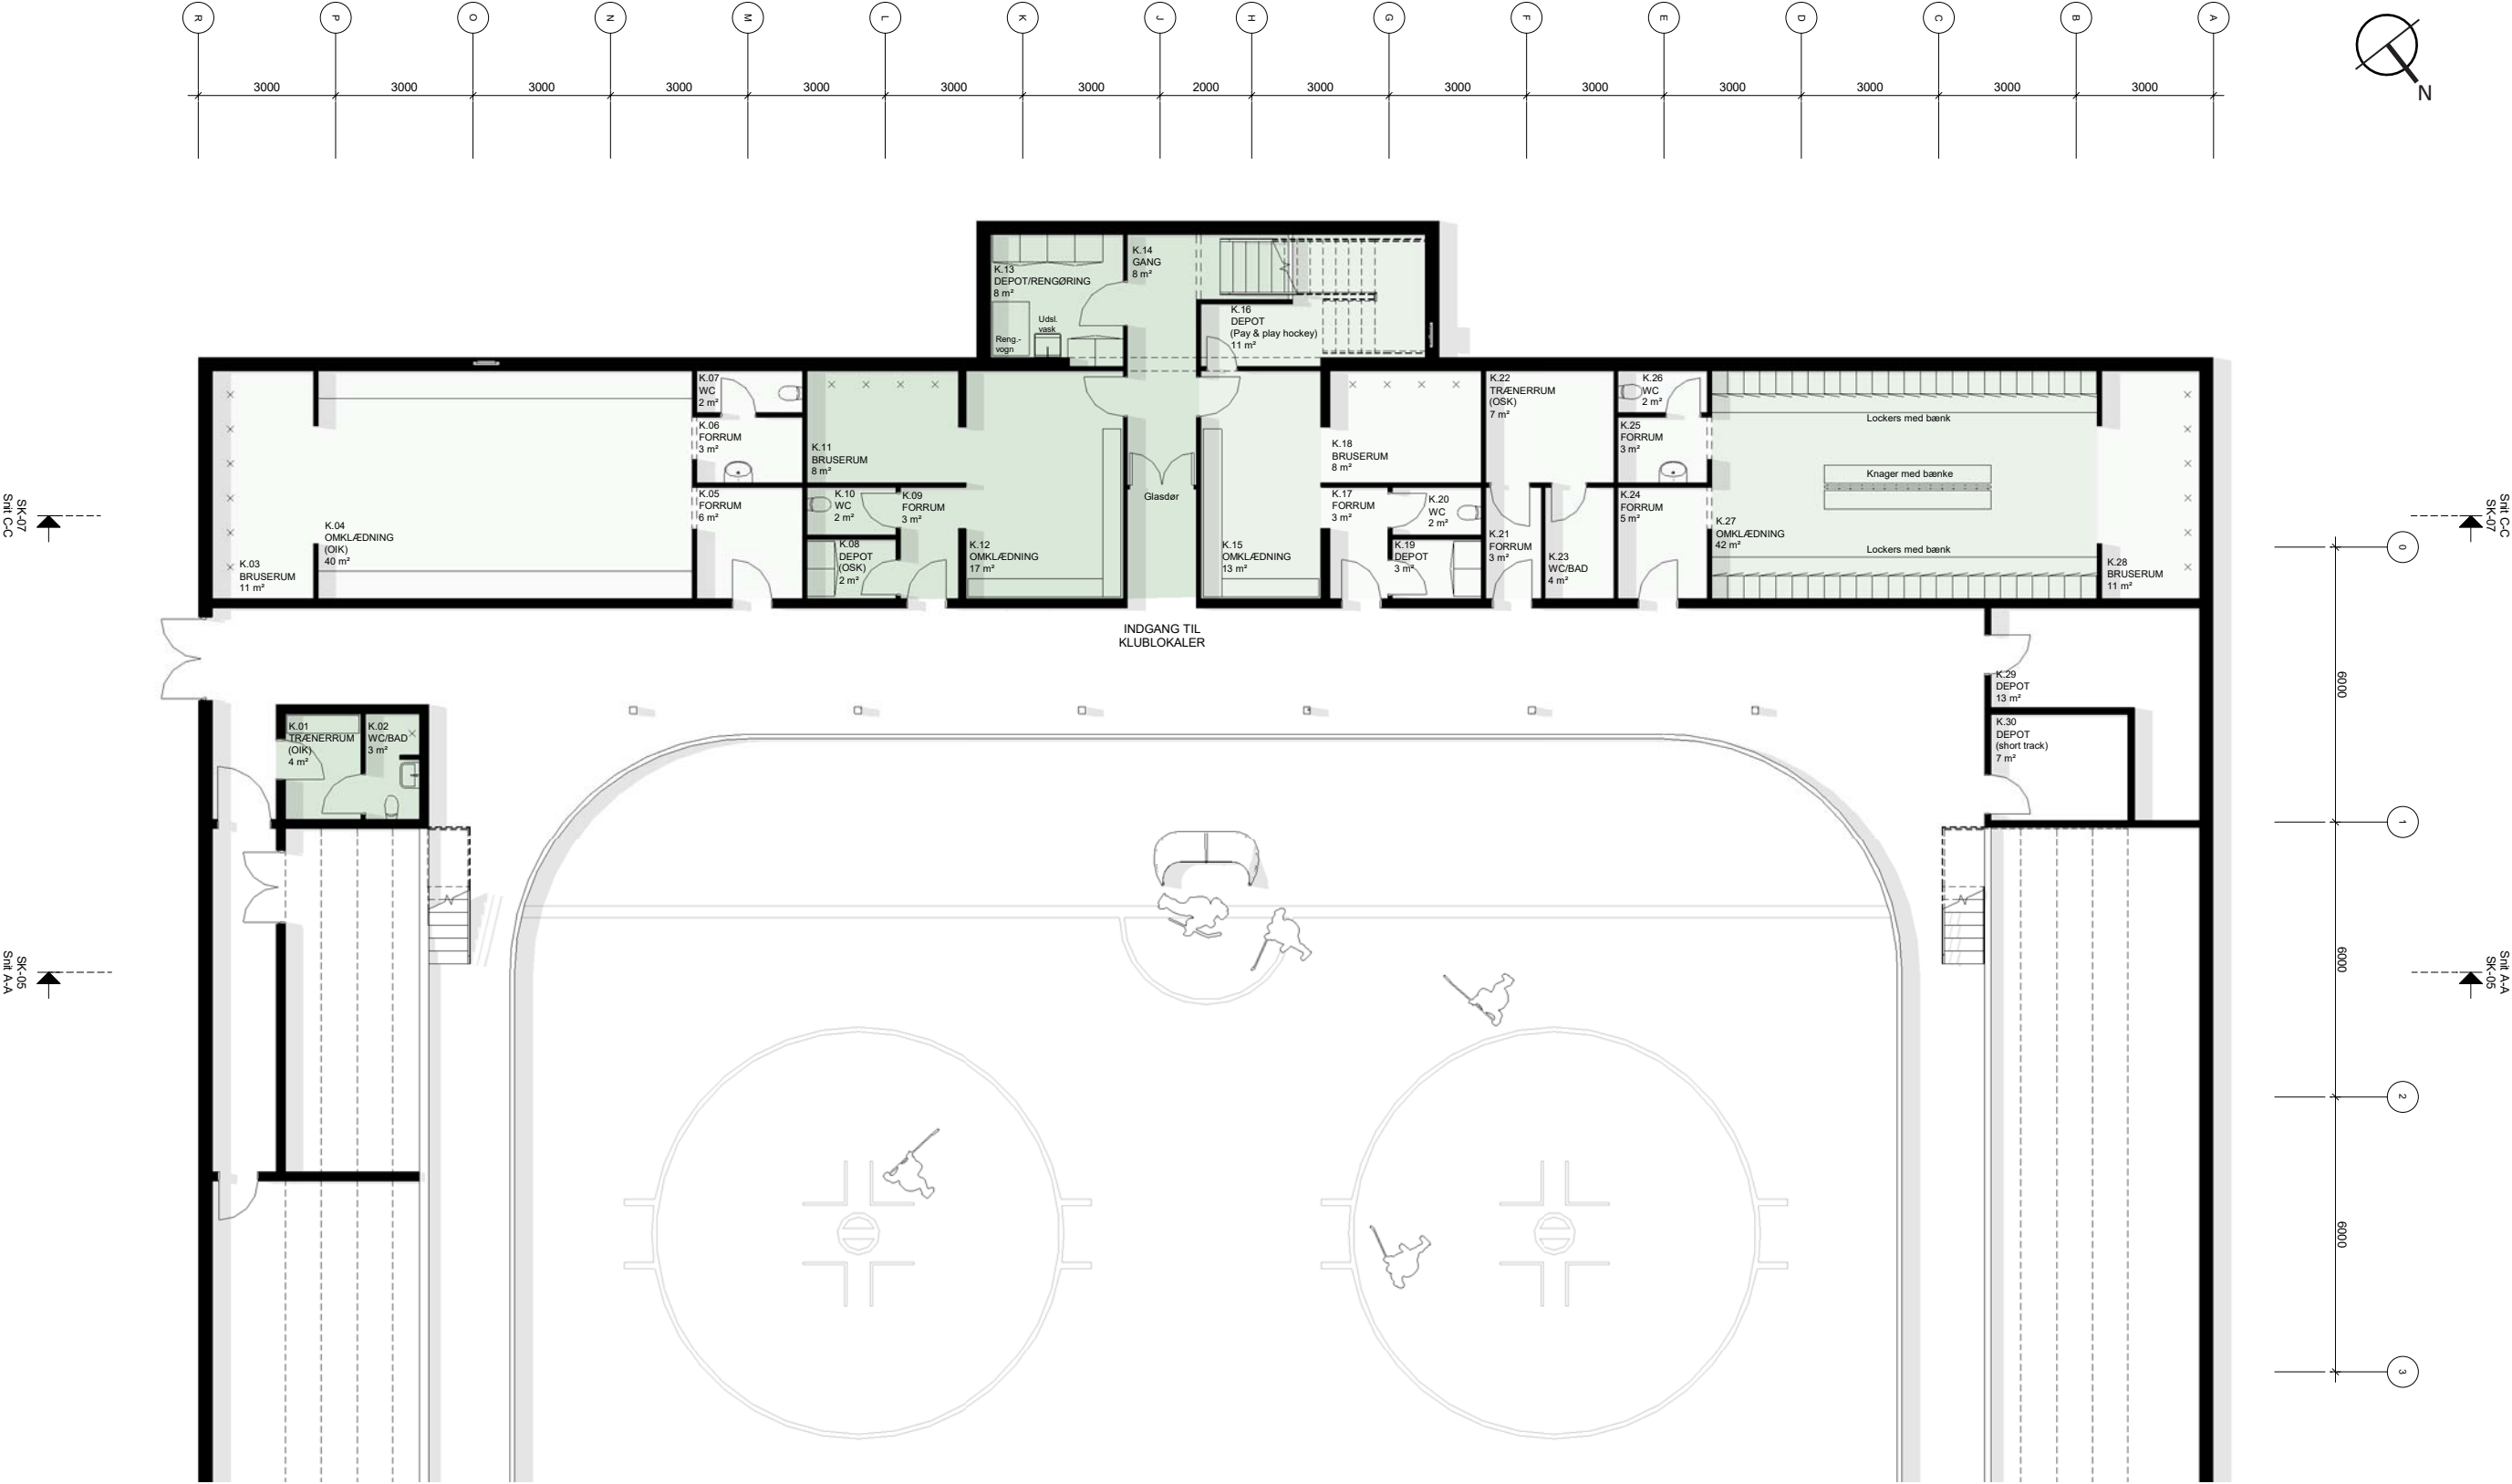 R
P
O
N
M
L
K
J
H
G
F
E
D
C
B
A
3000
3000
3000
3000
3000
3000
3000
2000
3000
3000
3000
3000
3000
3000
3000
N
K.13
DEPOT/RENGØRING
8 m²
Udsl.
vask
Reng.-
vogn
K.14
GANG
8 m²
K.16
DEPOT
(Pay & play hockey)
11 m²
K.03
BRUSERUM
11 m²
K.04
OMKLÆDNING
(OIK)
40 m²
K.07
WC
2 m²
K.06
FORRUM
3 m²
K.05
FORRUM
6 m²
K.11
BRUSERUM
8 m²
K.10
WC
2 m²
K.09
FORRUM
3 m²
K.08
DEPOT
(OSK)
2 m²
K.12
OMKLÆDNING
17 m²
Glasdør
K.15
OMKLÆDNING
13 m²
K.18
BRUSERUM
8 m²
K.17
FORRUM
3 m²
K.20
WC
2 m²
K.19
DEPOT
3 m²
K.22
TRÆNERRUM
(OSK)
7 m²
K.21
FORRUM
3 m²
K.23
WC/BAD
4 m²
K.26
WC
2 m²
K.25
FORRUM
3 m²
K.24
FORRUM
5 m²
Lockers med bænk
Knager med bænke
Lockers med bænk
K.27
OMKLÆDNING
42 m²
K.28
BRUSERUM
11 m²
SK-07
Snit C-C
Snit C-C
SK-07
INDGANG TIL
KLUBLOKALER
K.29
DEPOT
13 m²
K.30
DEPOT
(short track)
7 m²
K.01
TRÆNERRUM
(OIK)
4 m²
K.02
WC/BAD
3 m²
SK-05
Snit A-A
Snit A-A
SK-05
0
6000
1
6000
2
6000
3